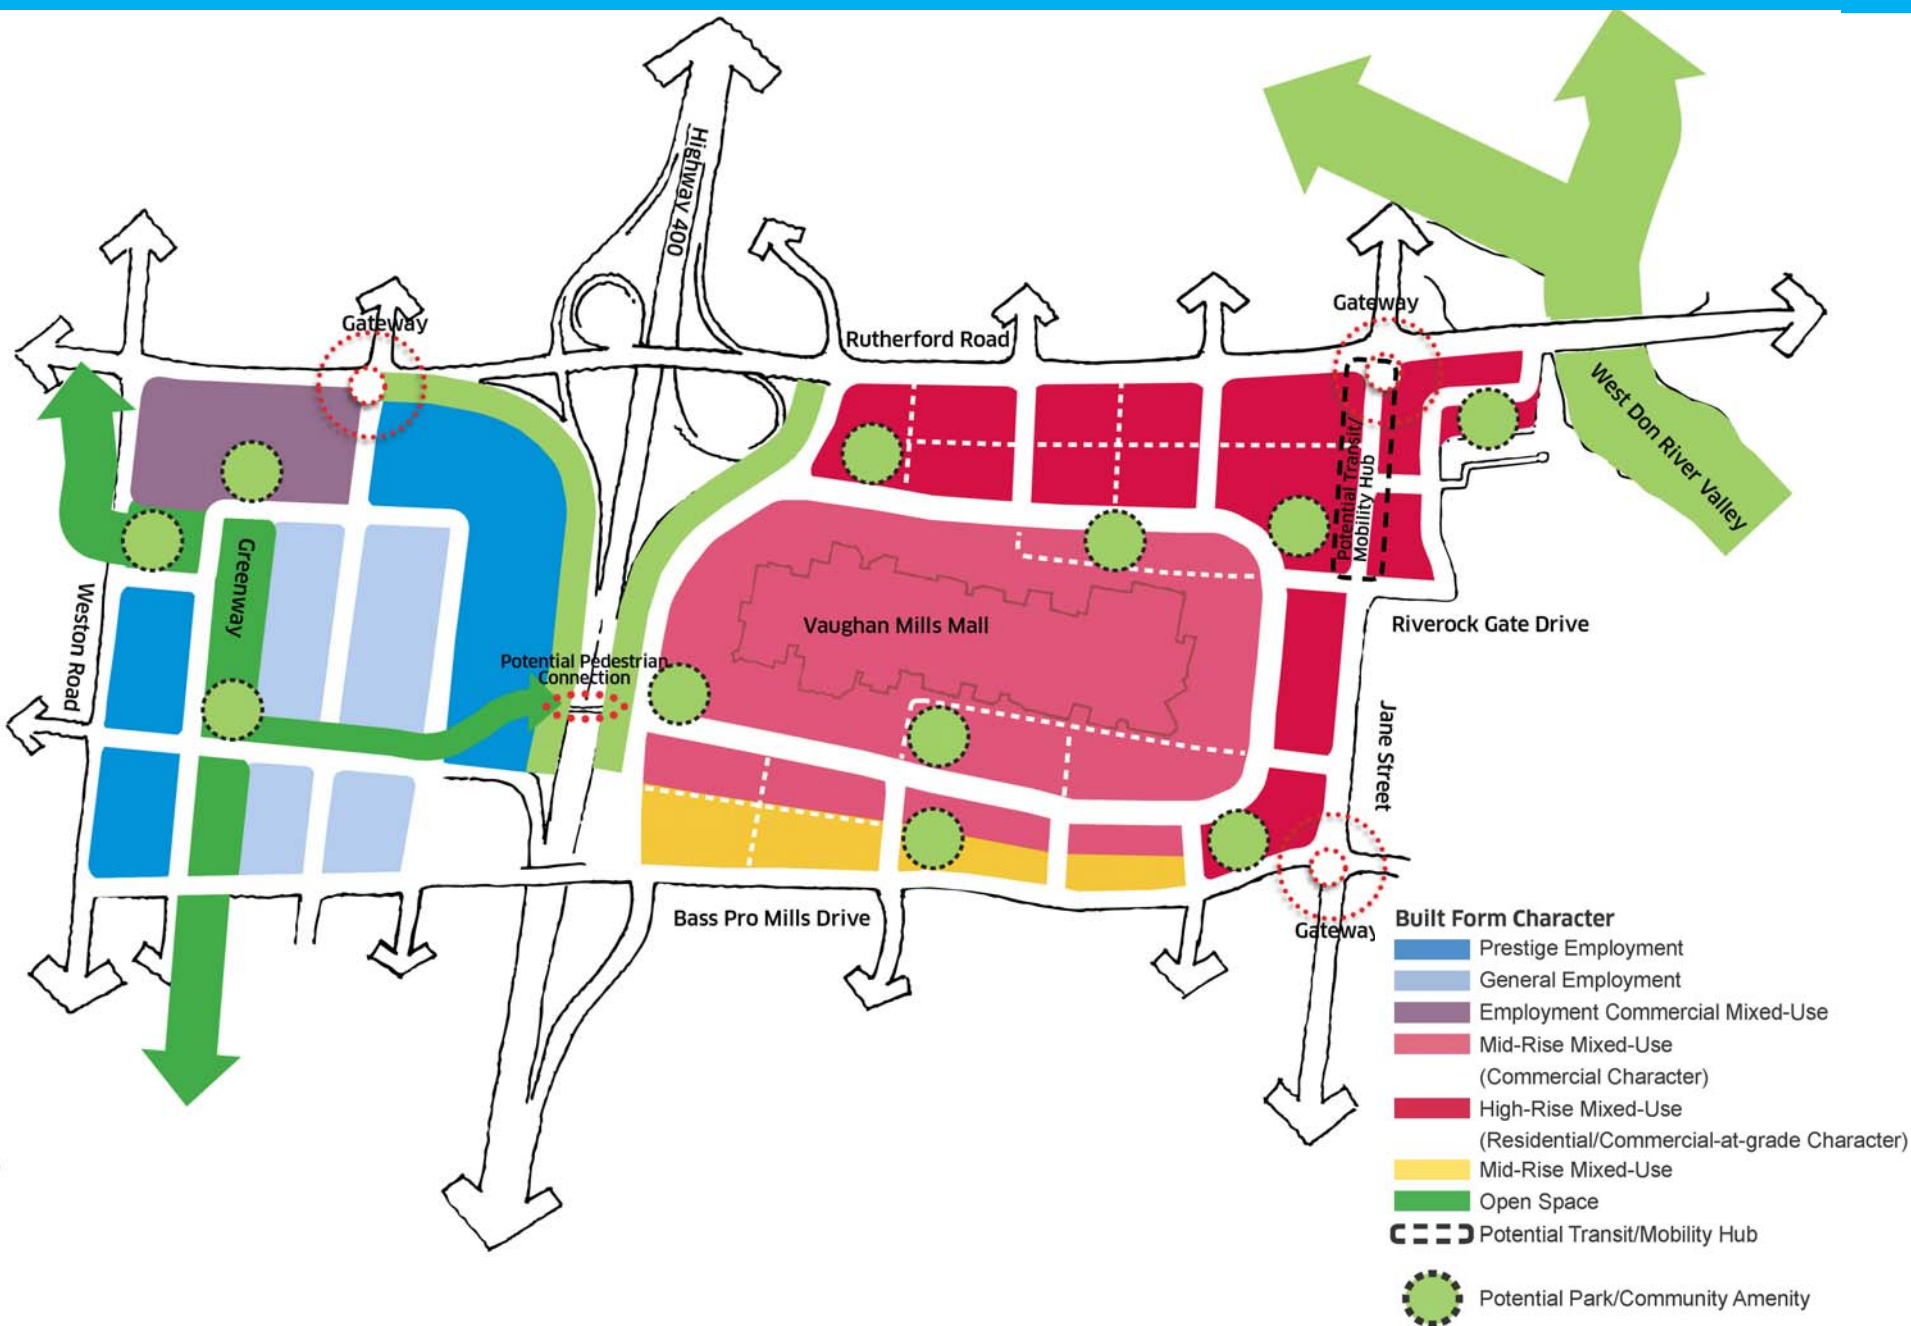 Highway 400
Gateway
Gateway
Rutherford Road
West Don River Valley
Potential Transit/
Mobility Hub
Greenway
Weston Road
Vaughan Mills Mall
Riverock Gate Drive
Potential Pedestrian
Connection
Jane Street
Bass Pro Mills Drive
Gateway
Built Form Character
Prestige Employment
General Employment
Employment Commercial Mixed-Use
Mid-Rise Mixed-Use
(Commercial Character)
High-Rise Mixed-Use
(Residential/Commercial-at-grade Character)
Mid-Rise Mixed-Use
Open Space
Potential Transit/Mobility Hub
Potential Park/Community Amenity